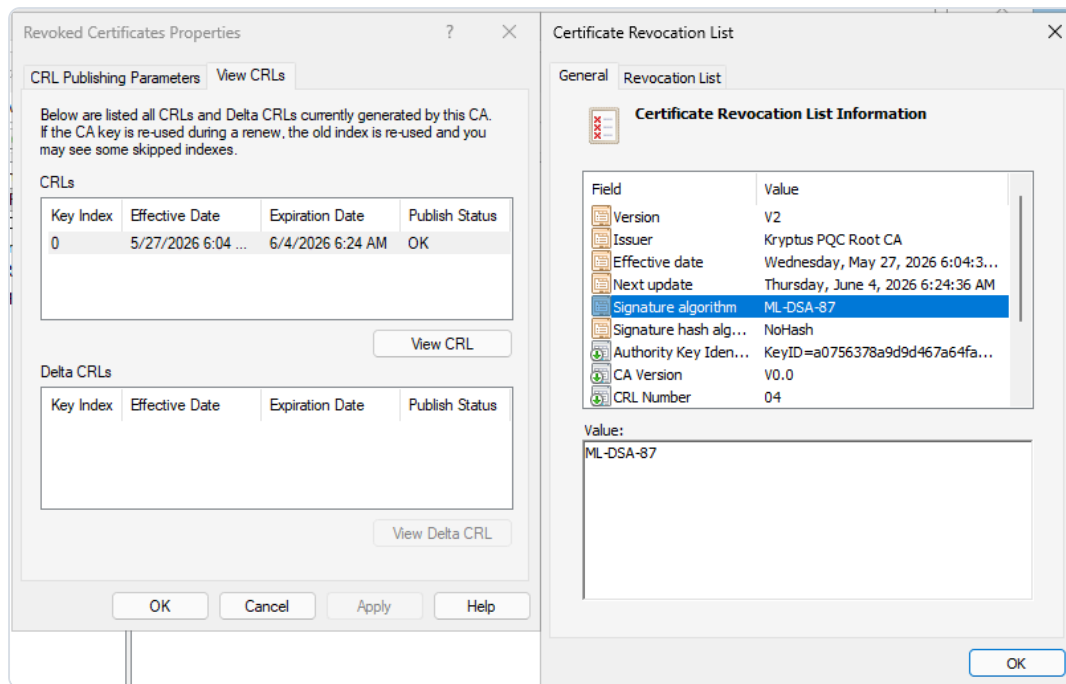 Revoked Certificates Properties
?
CRL Publishing Parameters
View CRLs
Below are listed all CRLs and Delta CRLs currently generated by this CA.
If the CA key is re-used during a renew, the old index is re-used and you
may see some skipped indexes.
CRLs
Key Index Effective Date Expiration Date Publish Status
0 5/27/2026 6:04 ... 6/4/2026 6:24 AM OK
View CRL
Delta CRLs
Key Index Effective Date Expiration Date Publish Status
View Delta CRL
OK Cancel Apply Help
Certificate Revocation List
General Revocation List
Certificate Revocation List Information
Field Value
Version V2
Issuer Kryptus PQC Root CA
Effective date Wednesday, May 27, 2026 6:04:3...
Next update Thursday, June 4, 2026 6:24:36 AM
Signature algorithm ML-DSA-87
Signature hash alg... NoHash
Authority Key Iden... KeyID=a0756378a9d9d467a64fa...
CA Version V0.0
CRL Number 04
Value:
ML-DSA-87
OK